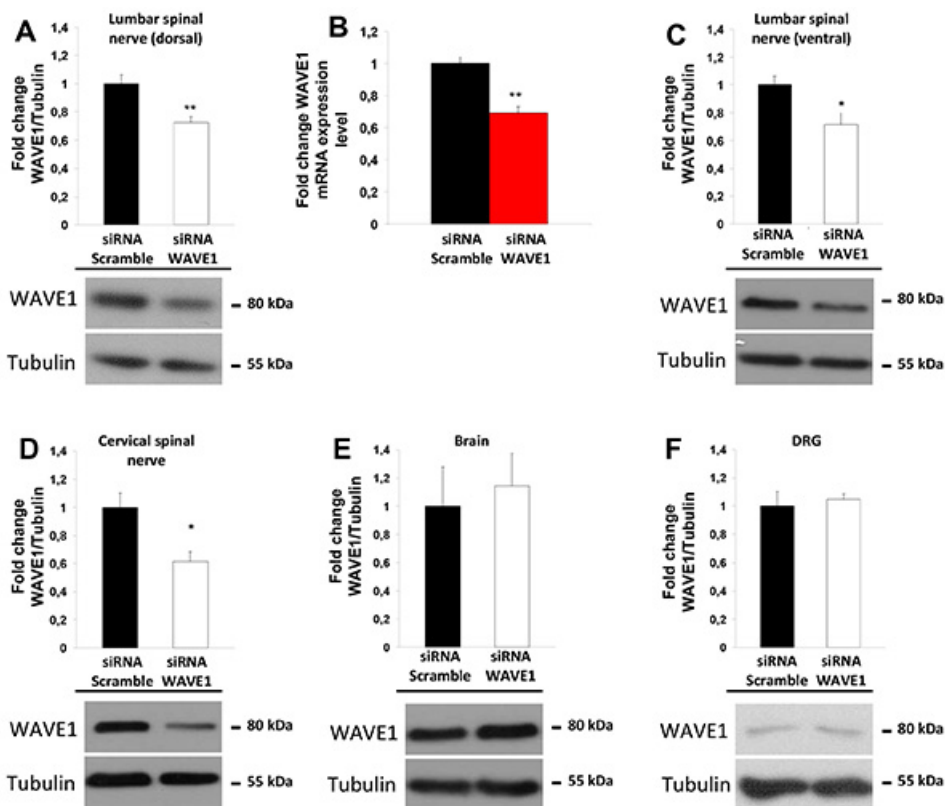 A
Lumbar spinal
nerve (dorsal)
Fold change
WAVE1/Tubulin
1,4
1,2
1
0,8
0,6
0,4
0,2
0
**
siRNA
Scramble
siRNA
WAVE1
WAVE1
80 kDa
Tubulin
55 kDa
B
Fold change WAVE1
mRNA expression
level
1,2
1
0,8
0,6
0,4
0,2
0
**
siRNA
Scramble
siRNA
WAVE1
C
Lumbar spinal
nerve (ventral)
Fold change
WAVE1/Tubulin
1,4
1,2
1
0,8
0,6
0,4
0,2
0
*
siRNA
Scramble
siRNA
WAVE1
WAVE1
80 kDa
Tubulin
55 kDa
D
Cervical spinal
nerve
Fold change
WAVE1/Tubulin
1,4
1,2
1
0,8
0,6
0,4
0,2
0
*
siRNA
Scramble
siRNA
WAVE1
WAVE1
80 kDa
Tubulin
55 kDa
E
Brain
Fold change
WAVE1/Tubulin
1,4
1,2
1
0,8
0,6
0,4
0,2
0
siRNA
Scramble
siRNA
WAVE1
WAVE1
80 kDa
Tubulin
55 kDa
F
DRG
Fold change
WAVE1/Tubulin
1,4
1,2
1
0,8
0,6
0,4
0,2
0
siRNA
Scramble
siRNA
WAVE1
WAVE1
80 kDa
Tubulin
55 kDa